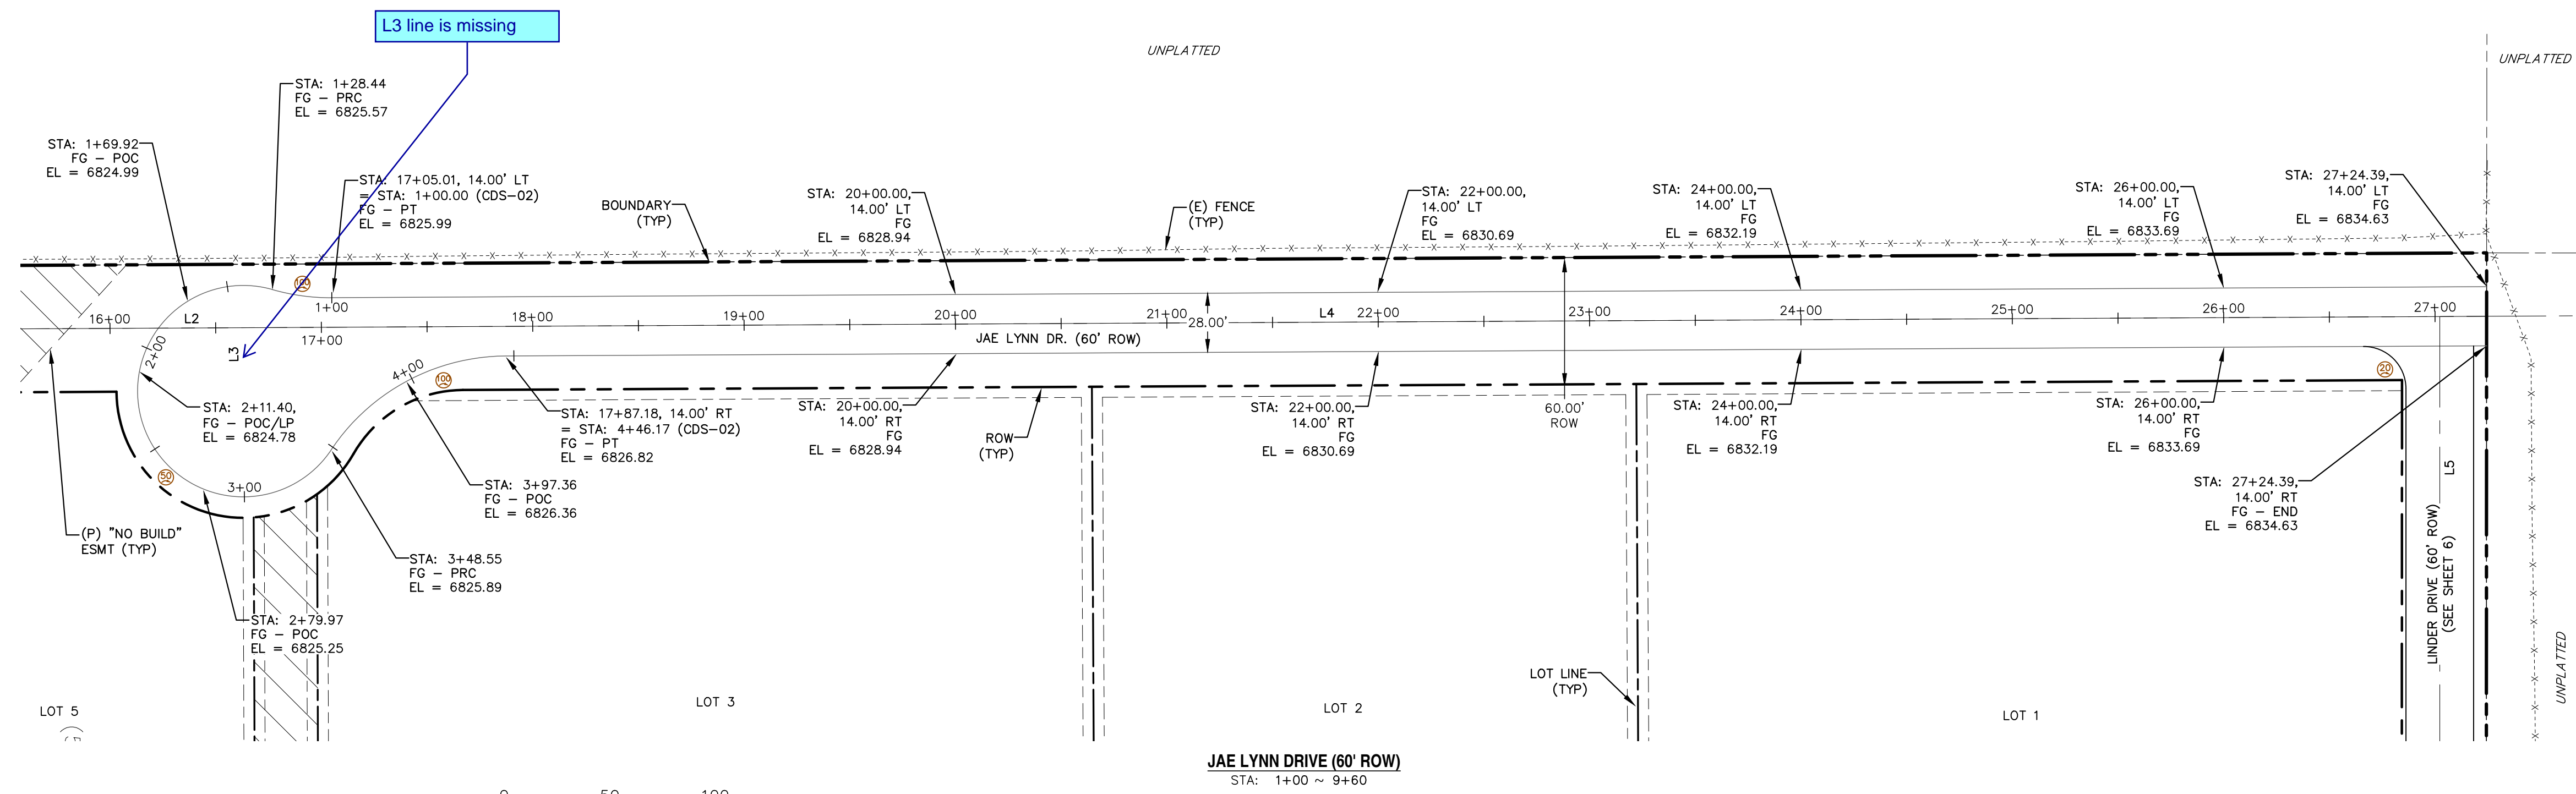 L3 line is missing
UNPLATTED
UNPLATTED
STA: 1+28.44
FG – PRC
EL = 6825.57
STA: 1+69.92
FG – POC
EL = 6824.99
STA: 17+05.01, 14.00' LT
= STA: 1+00.00 (CDS-02)
FG – PT
EL = 6825.99
BOUNDARY
(TYP)
STA: 20+00.00,
14.00' LT
FG
EL = 6828.94
(E) FENCE
(TYP)
STA: 22+00.00,
14.00' LT
FG
EL = 6830.69
STA: 24+00.00,
14.00' LT
FG
EL = 6832.19
STA: 26+00.00,
14.00' LT
FG
EL = 6833.69
STA: 27+24.39,
14.00' LT
FG
EL = 6834.63
100
1+00
16+00
L2
17+00
18+00
19+00
20+00
21+00
28.00'
L4
22+00
23+00
24+00
25+00
26+00
27+00
JAE LYNN DR. (60' ROW)
L3
2+00
4+00
100
20
STA: 2+11.40,
FG – POC/LP
EL = 6824.78
STA: 17+87.18, 14.00' RT
= STA: 4+46.17 (CDS-02)
FG – PT
EL = 6826.82
STA: 20+00.00,
14.00' RT
FG
EL = 6828.94
ROW
(TYP)
STA: 22+00.00,
14.00' RT
FG
EL = 6830.69
60.00'
ROW
STA: 24+00.00,
14.00' RT
FG
EL = 6832.19
STA: 26+00.00,
14.00' RT
FG
EL = 6833.69
STA: 27+24.39,
14.00' RT
FG – END
EL = 6834.63
50
3+00
STA: 3+97.36
FG – POC
EL = 6826.36
(P) "NO BUILD"
ESMT (TYP)
STA: 3+48.55
FG – PRC
EL = 6825.89
STA: 2+79.97
FG – POC
EL = 6825.25
L5
LINDER DRIVE (60' ROW)
(SEE SHEET 6)
UNPLATTED
LOT LINE
(TYP)
LOT 5
LOT 3
LOT 2
LOT 1
JAE LYNN DRIVE (60' ROW)
STA: 1+00 ~ 9+60
0 50 100